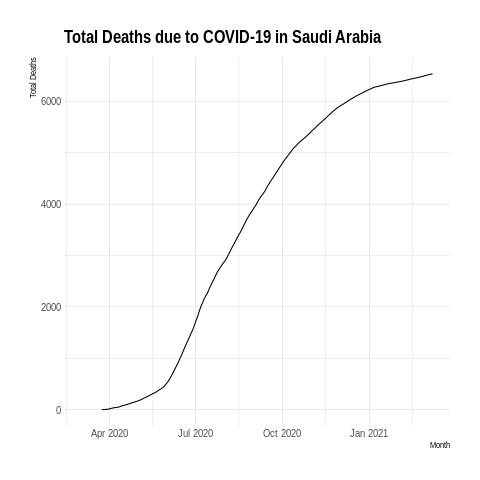 Total Deaths due to COVID-19 in Saudi Arabia
Total Deaths
6000
4000
2000
0
Apr 2020 Jul 2020 Oct 2020 Jan 2021
Month